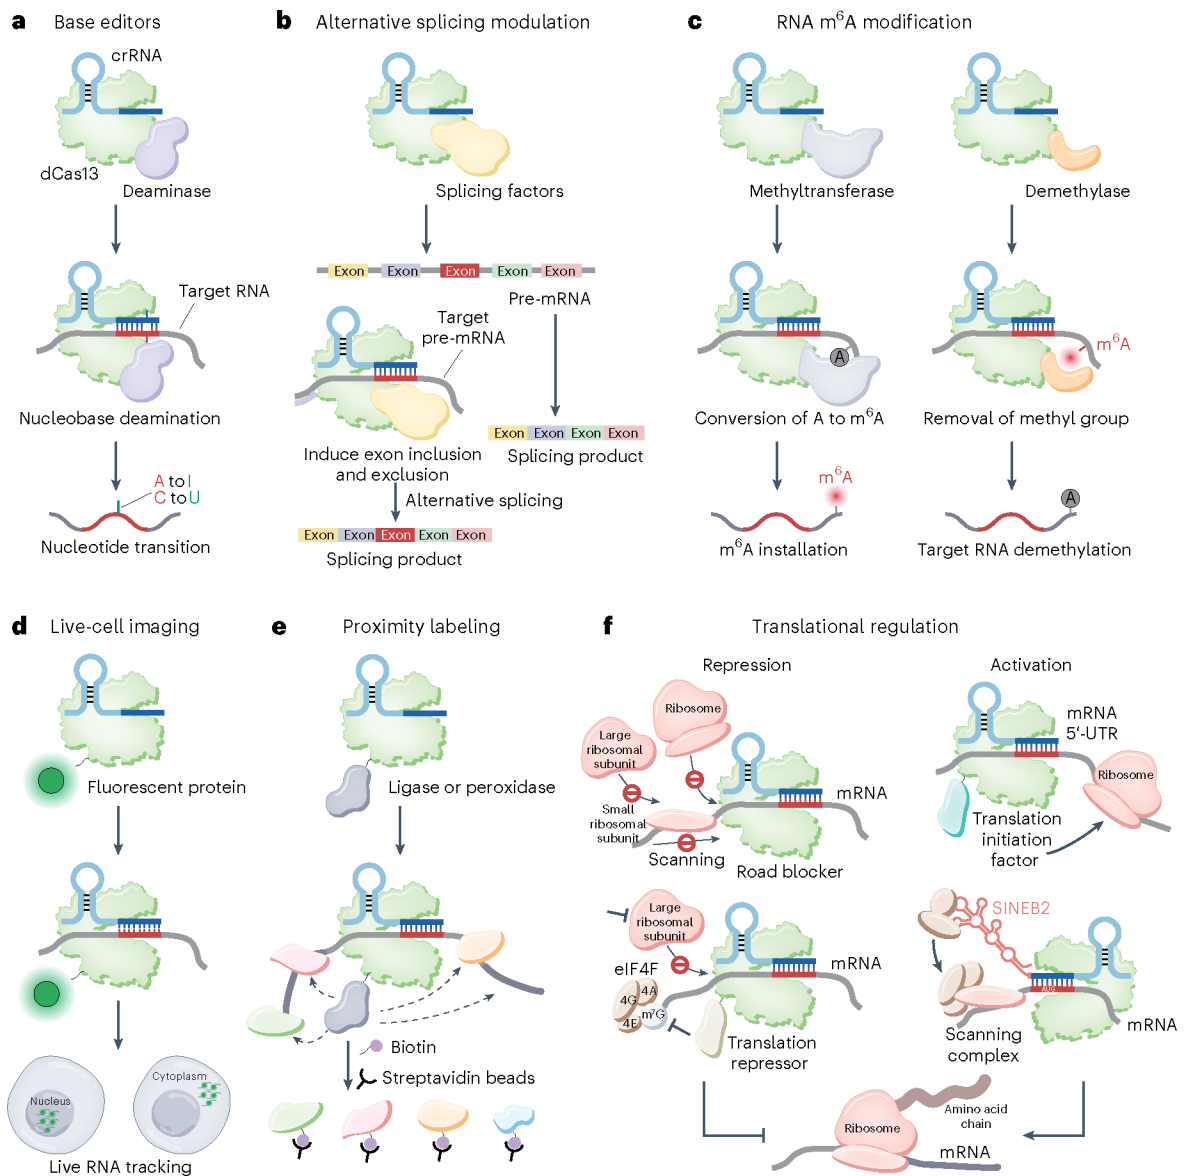 a Base editors
crRNA
dCas13
Deaminase
Target RNA
Nucleobase deamination
A to I
C to U
Nucleotide transition
b Alternative splicing modulation
Splicing factors
Exon Exon Exon Exon Exon
Pre-mRNA
Target
pre-mRNA
Induce exon inclusion
and exclusion
Exon Exon Exon Exon
Splicing product
Alternative splicing
Exon Exon Exon Exon Exon
Splicing product
c RNA m⁶A modification
Methyltransferase
Demethylase
A
m⁶A
Conversion of A to m⁶A
Removal of methyl group
m⁶A
A
m⁶A installation
Target RNA demethylation
d Live-cell imaging
Fluorescent protein
Nucleus
Cytoplasm
Live RNA tracking
e Proximity labeling
Ligase or peroxidase
Biotin
Streptavidin beads
f Translational regulation
Repression
Ribosome
Large
ribosomal
subunit
Small
ribosomal
subunit
Scanning
mRNA
Road blocker
Large
ribosomal
subunit
eIF4F
4A
4G
4E
m⁷G
mRNA
Translation
repressor
Activation
mRNA
5′-UTR
Ribosome
Translation
initiation
factor
SINEB2
AUG
mRNA
Scanning
complex
Amino acid
chain
Ribosome
mRNA